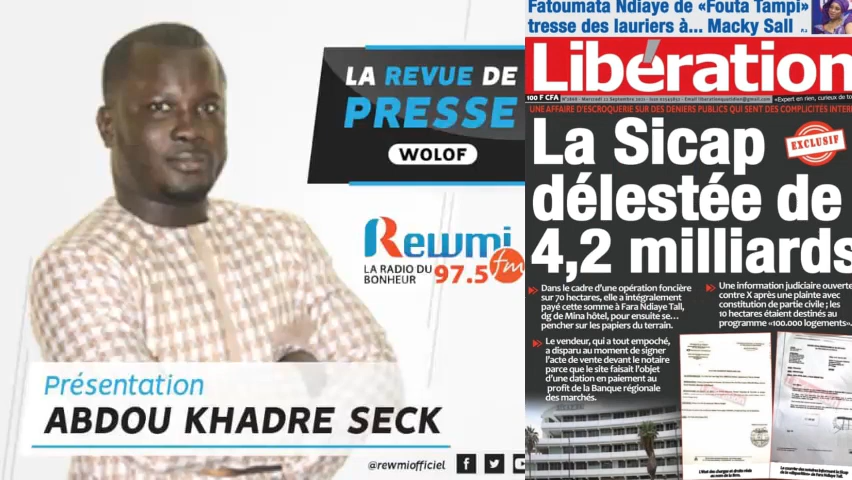 LA REVUE DE
PRESSE
WOLOF
Rewmi
fm
LA RADIO DU
BONHEUR
97.5
Présentation
ABDOU KHADRE SECK
@rewmiofficiel
Fatoumata Ndiaye de «Fouta Tampi»
tresse des lauriers à... Macky Sall
Libération
100 F CFA
UNE AFFAIRE D'ESCROQUERIE SUR DES DENIERS PUBLICS QUI SENT DES COMPLICITES INTER
La Sicap
EXCLUSIF
délestée de
4,2 milliards
Dans le cadre d'une opération foncière
sur 70 hectares, elle a intégralement
payé cette somme à Fara Ndiaye Tall,
dg de Mina hôtel, pour ensuite se...
pencher sur les papiers du terrain.
Le vendeur, qui a tout empoché,
a disparu au moment de signer
l'acte de vente devant le notaire
parce que le site faisait l'objet
d'une dation en paiement au
profit de la Banque régionale
des marchés.
Une information judiciaire ouverte
contre X après une plainte avec
constitution de partie civile ; les
10 hectares étaient destinés au
programme «100.000 logements».